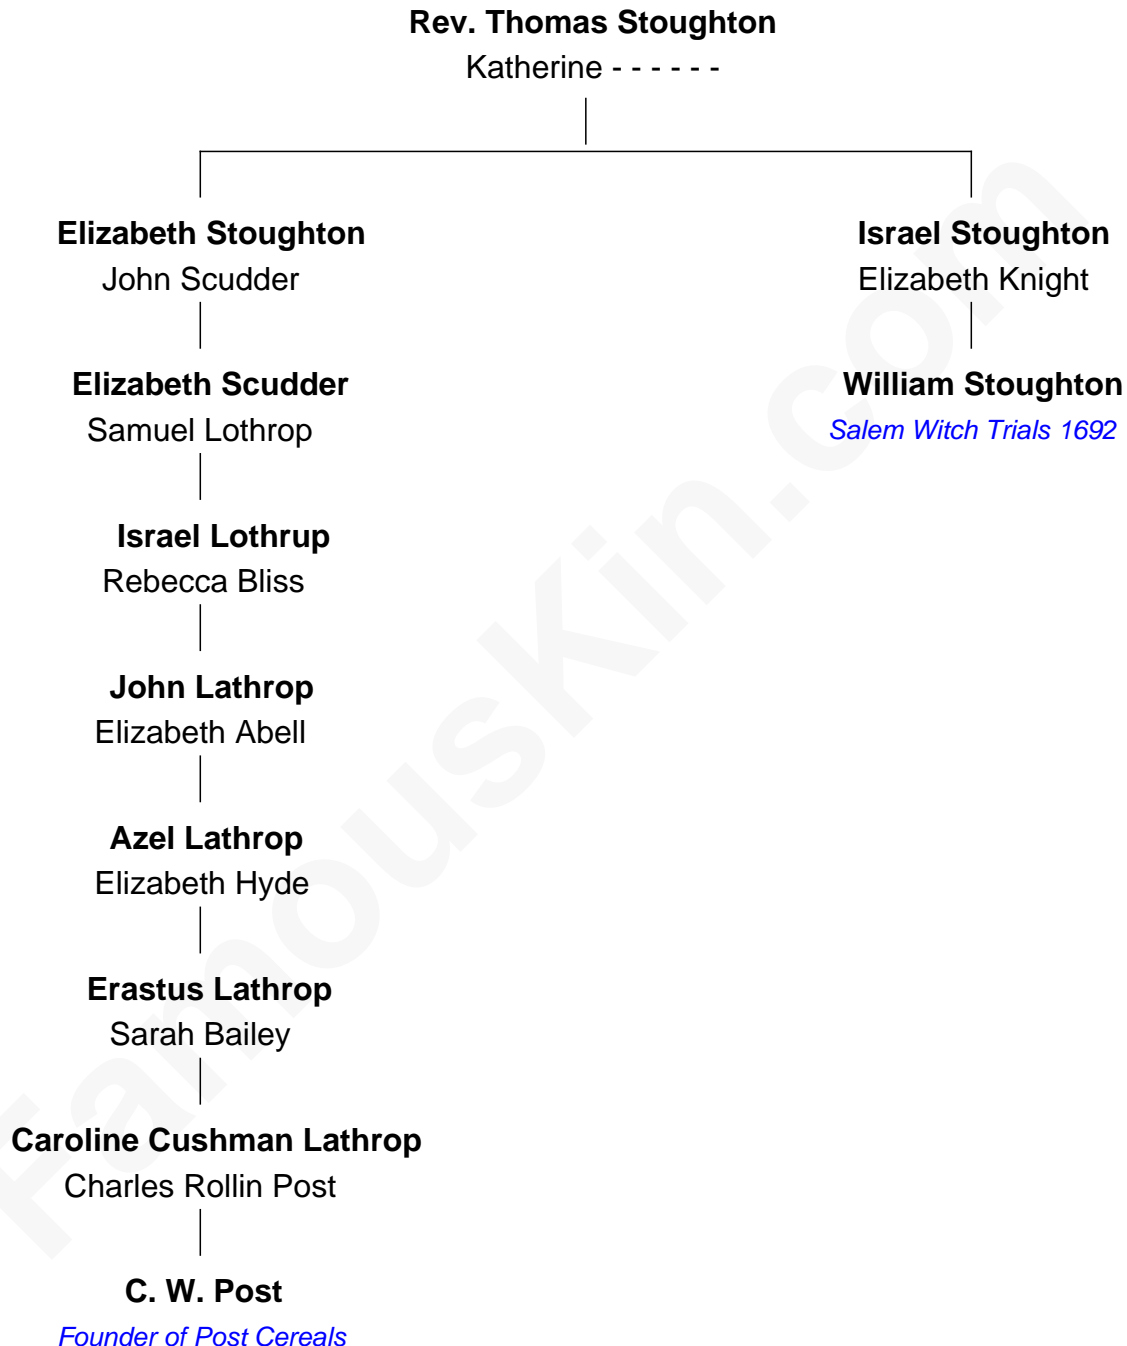 Rev. Thomas Stoughton
Katherine - - - - - -
Elizabeth Stoughton
John Scudder
Israel Stoughton
Elizabeth Knight
Elizabeth Scudder
Samuel Lothrop
William Stoughton
Salem Witch Trials 1692
Israel Lothrup
Rebecca Bliss
John Lathrop
Elizabeth Abell
Azel Lathrop
Elizabeth Hyde
Erastus Lathrop
Sarah Bailey
Caroline Cushman Lathrop
Charles Rollin Post
C. W. Post
Founder of Post Cereals
FamousKin.com